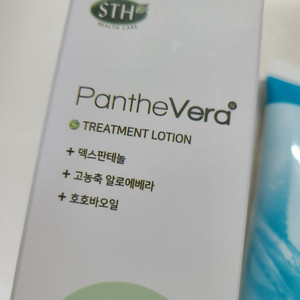 STH
HEALTH CARE
PantheVera®
TREATMENT LOTION
+ 덱스판테놀
+ 고농축 알로에베라
+ 호호바오일